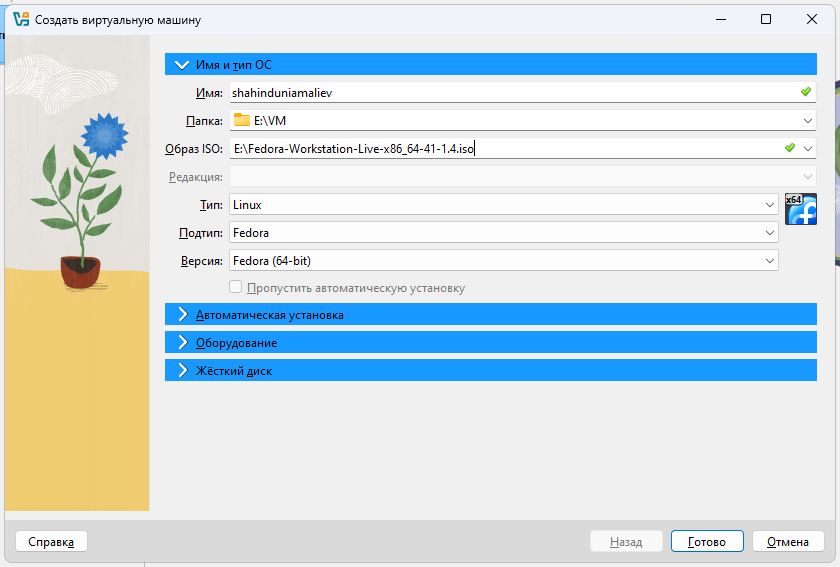 Создать виртуальную машину
Имя и тип ОС
Имя: shahinduniamaliev
Папка: E:\VM
Образ ISO: E:\Fedora-Workstation-Live-x86_64-41-1.4.iso
Редакция:
Тип: Linux
x64
Подтип: Fedora
Версия: Fedora (64-bit)
Пропустить автоматическую установку
Автоматическая установка
Оборудование
Жёсткий диск
Справка Назад Готово Отмена